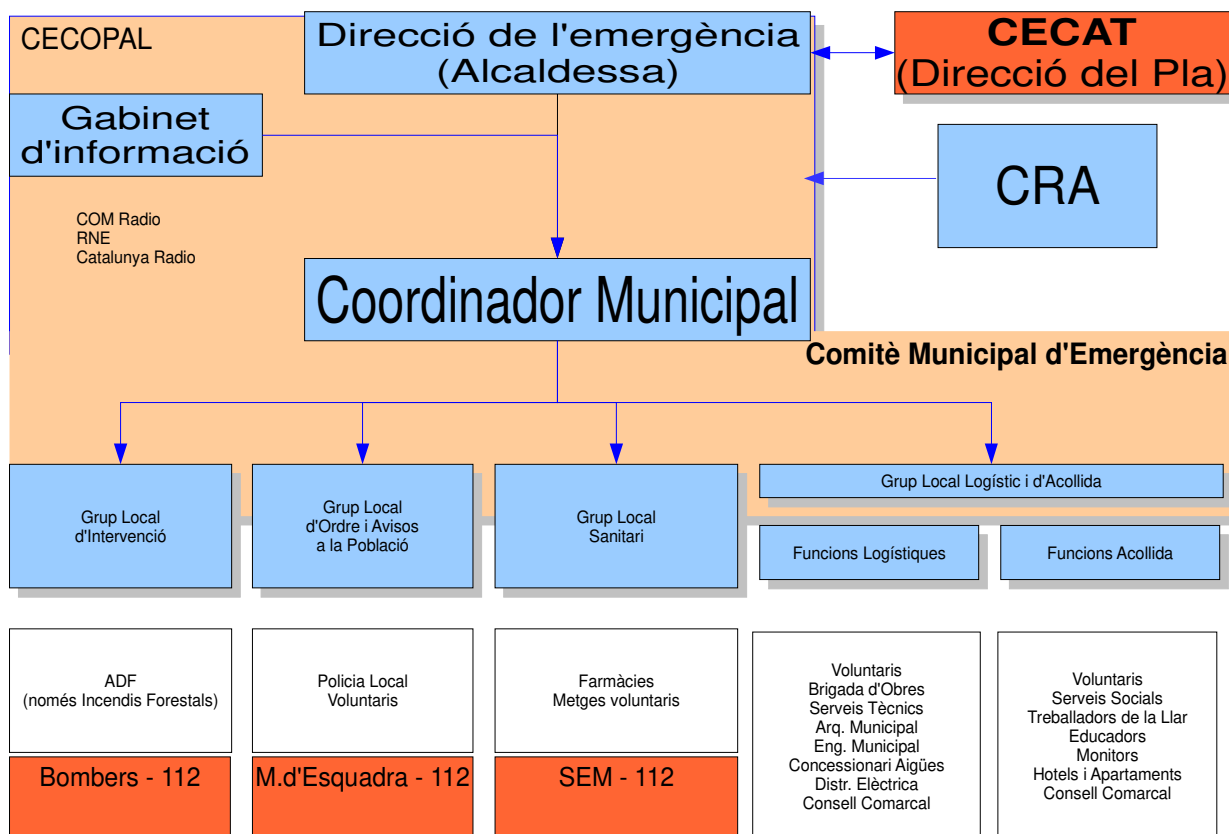 CECOPAL
Direcció de l'emergència
(Alcaldessa)
CECAT
(Direcció del Pla)
Gabinet
d'informació
CRA
COM Radio
RNE
Catalunya Radio
Coordinador Municipal
Comitè Municipal d'Emergència
Grup Local
d'Intervenció
Grup Local
d'Ordre i Avisos
a la Població
Grup Local
Sanitari
Grup Local Logístic i d'Acollida
Funcions Logístiques
Funcions Acollida
ADF
(només Incendis Forestals)
Bombers - 112
Policia Local
Voluntaris
M.d'Esquadra - 112
Farmàcies
Metges voluntaris
SEM - 112
Voluntaris
Brigada d'Obres
Serveis Tècnics
Arq. Municipal
Eng. Municipal
Concessionari Aigües
Distr. Elèctrica
Consell Comarcal
Voluntaris
Serveis Socials
Treballadors de la Llar
Educadors
Monitors
Hotels i Apartaments
Consell Comarcal